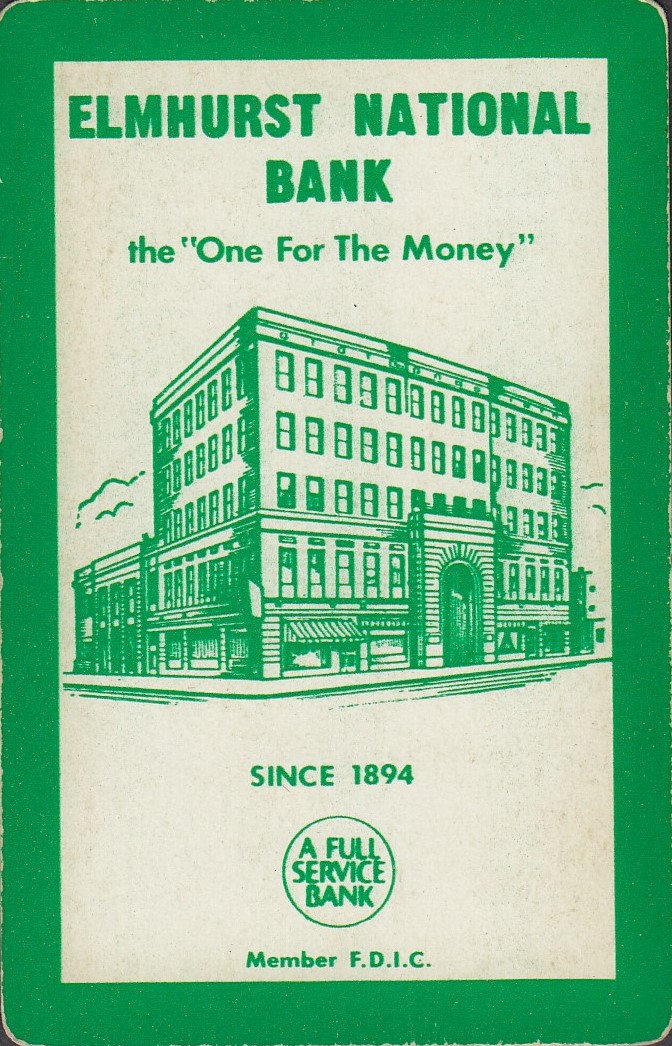 ELMHURST NATIONAL
BANK
the "One For The Money"
SINCE 1894
A FULL
SERVICE
BANK
Member F.D.I.C.